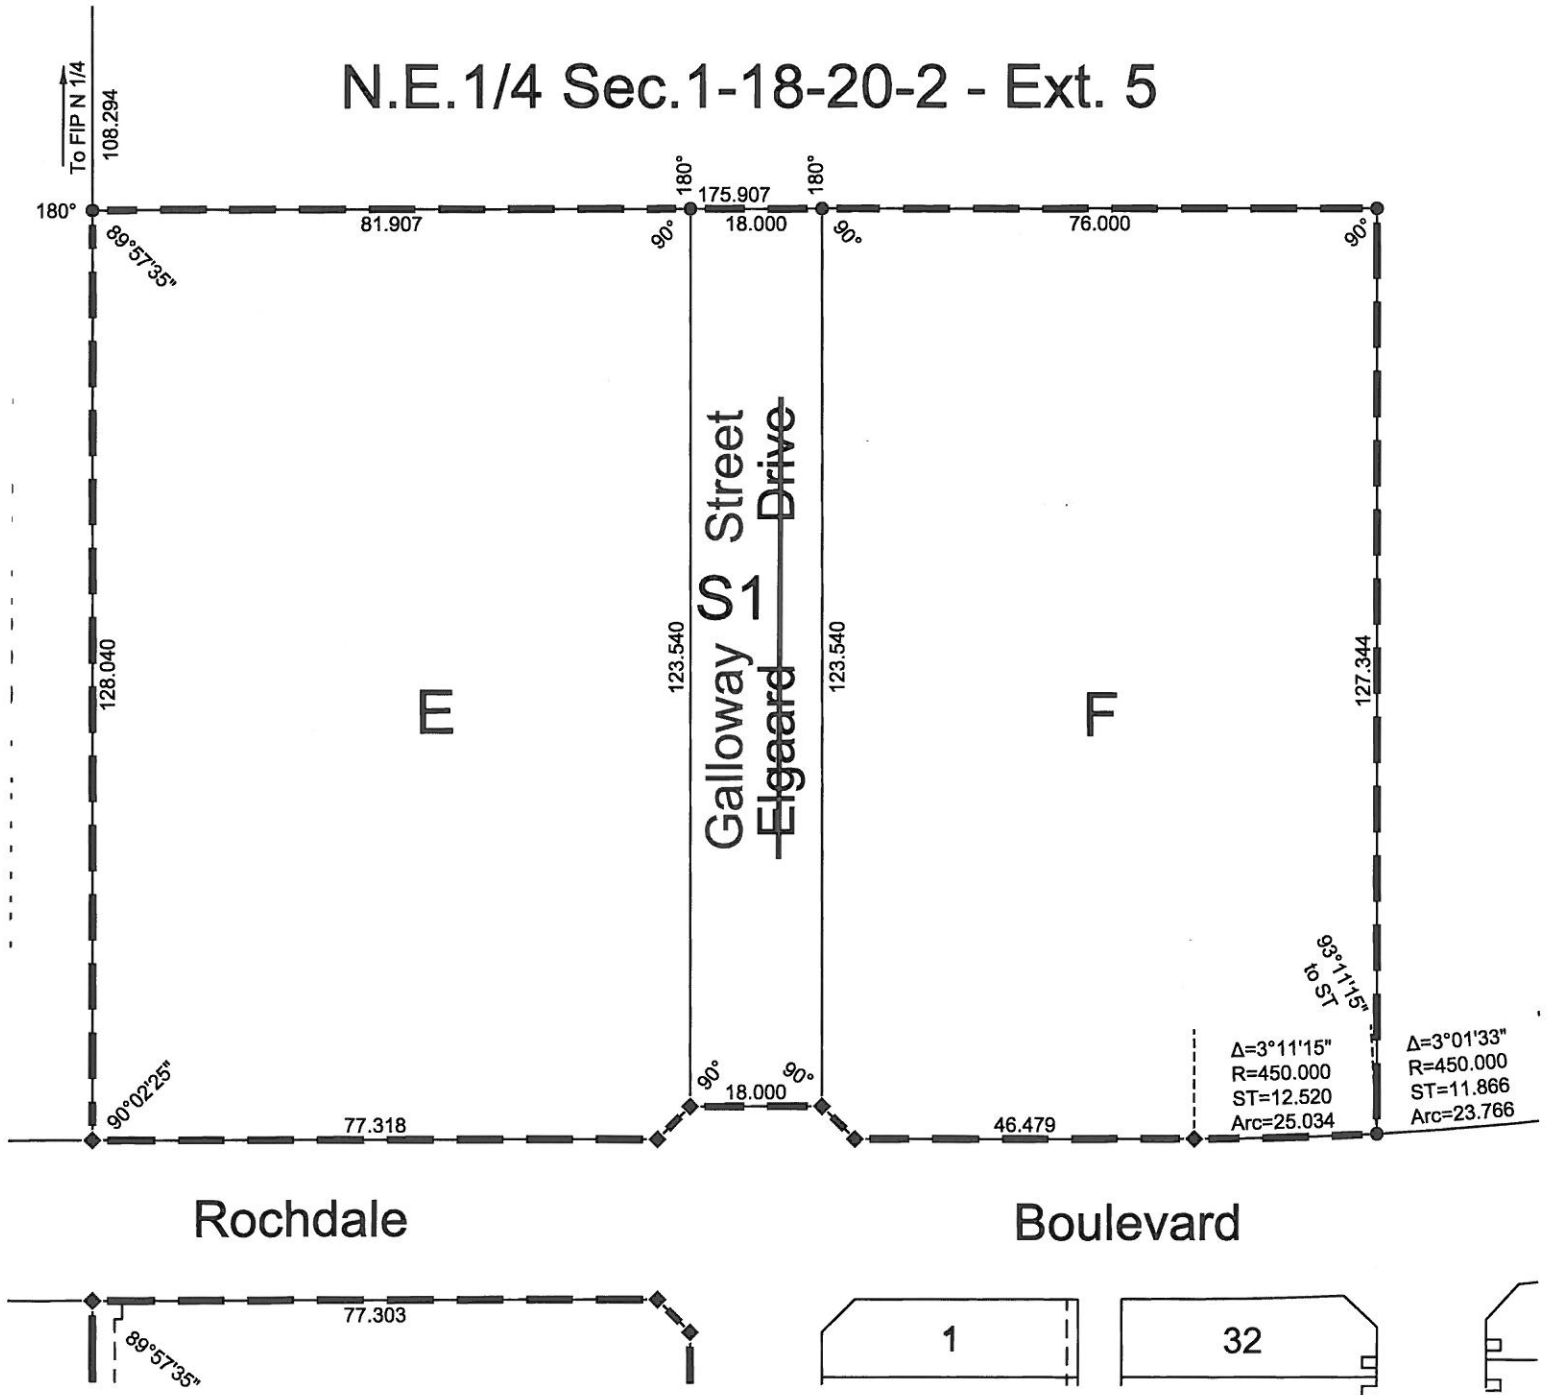 N.E.1/4 Sec.1-18-20-2 - Ext. 5
To FIP N 1/4
108.294
180°
180°
175.907
180°
81.907
18.000
76.000
89°57'35"
90°
90°
90°
Galloway S1 Street
Elgaard Drive
128.040
123.540
123.540
127.344
E
F
93°11'15"
to ST
90°02'25"
90°
90°
18.000
77.318
46.479
Δ=3°11'15"
R=450.000
ST=12.520
Arc=25.034
Δ=3°01'33"
R=450.000
ST=11.866
Arc=23.766
Rochdale Boulevard
77.303
89°57'35"
1
32